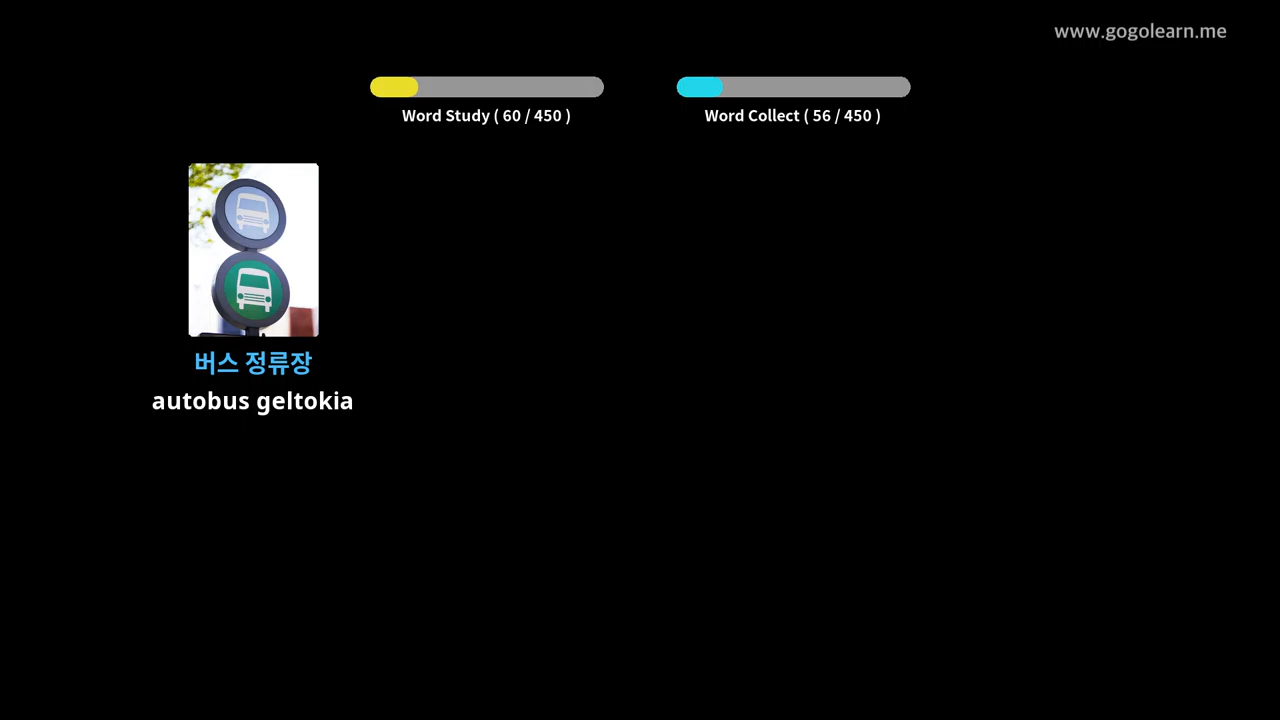 www.gogolearn.me
Word Study ( 60 / 450 )
Word Collect ( 56 / 450 )
버스 정류장
autobus geltokia